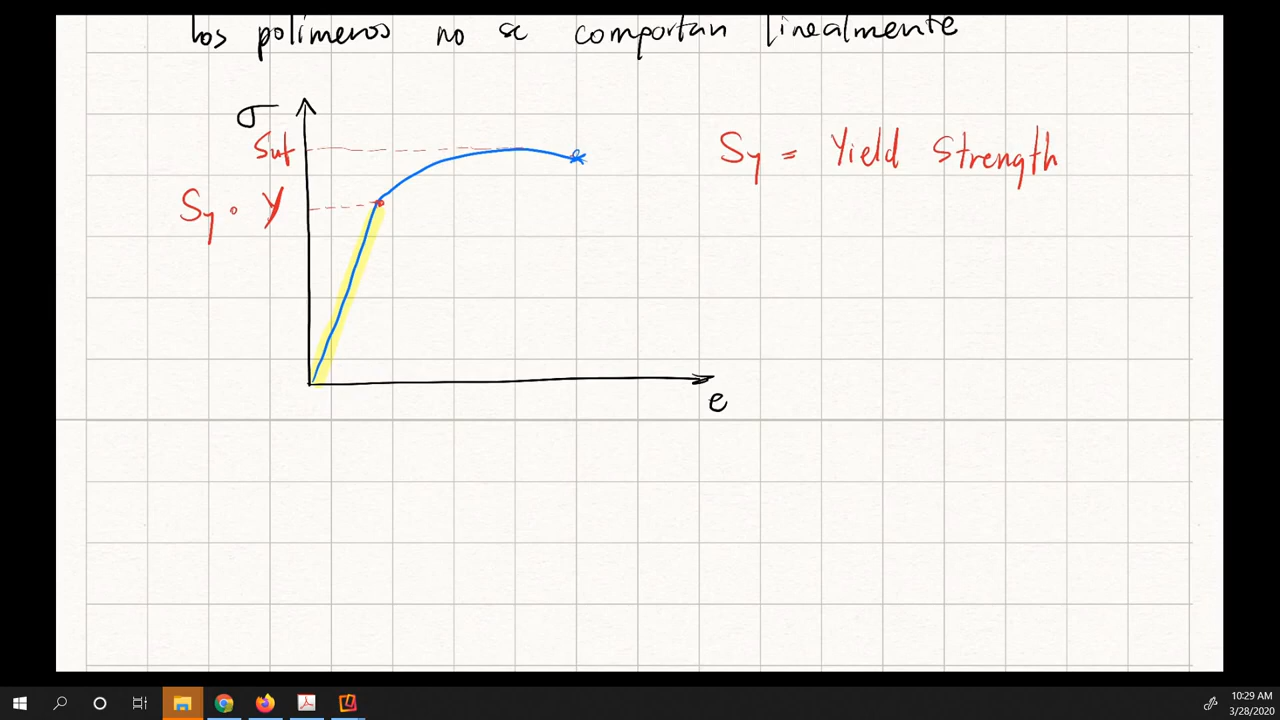 los polímeros no se comportan linealmente
σ
Sut
Sy = Yield Strength
Sy • Y
e
10:29 AM
3/28/2020